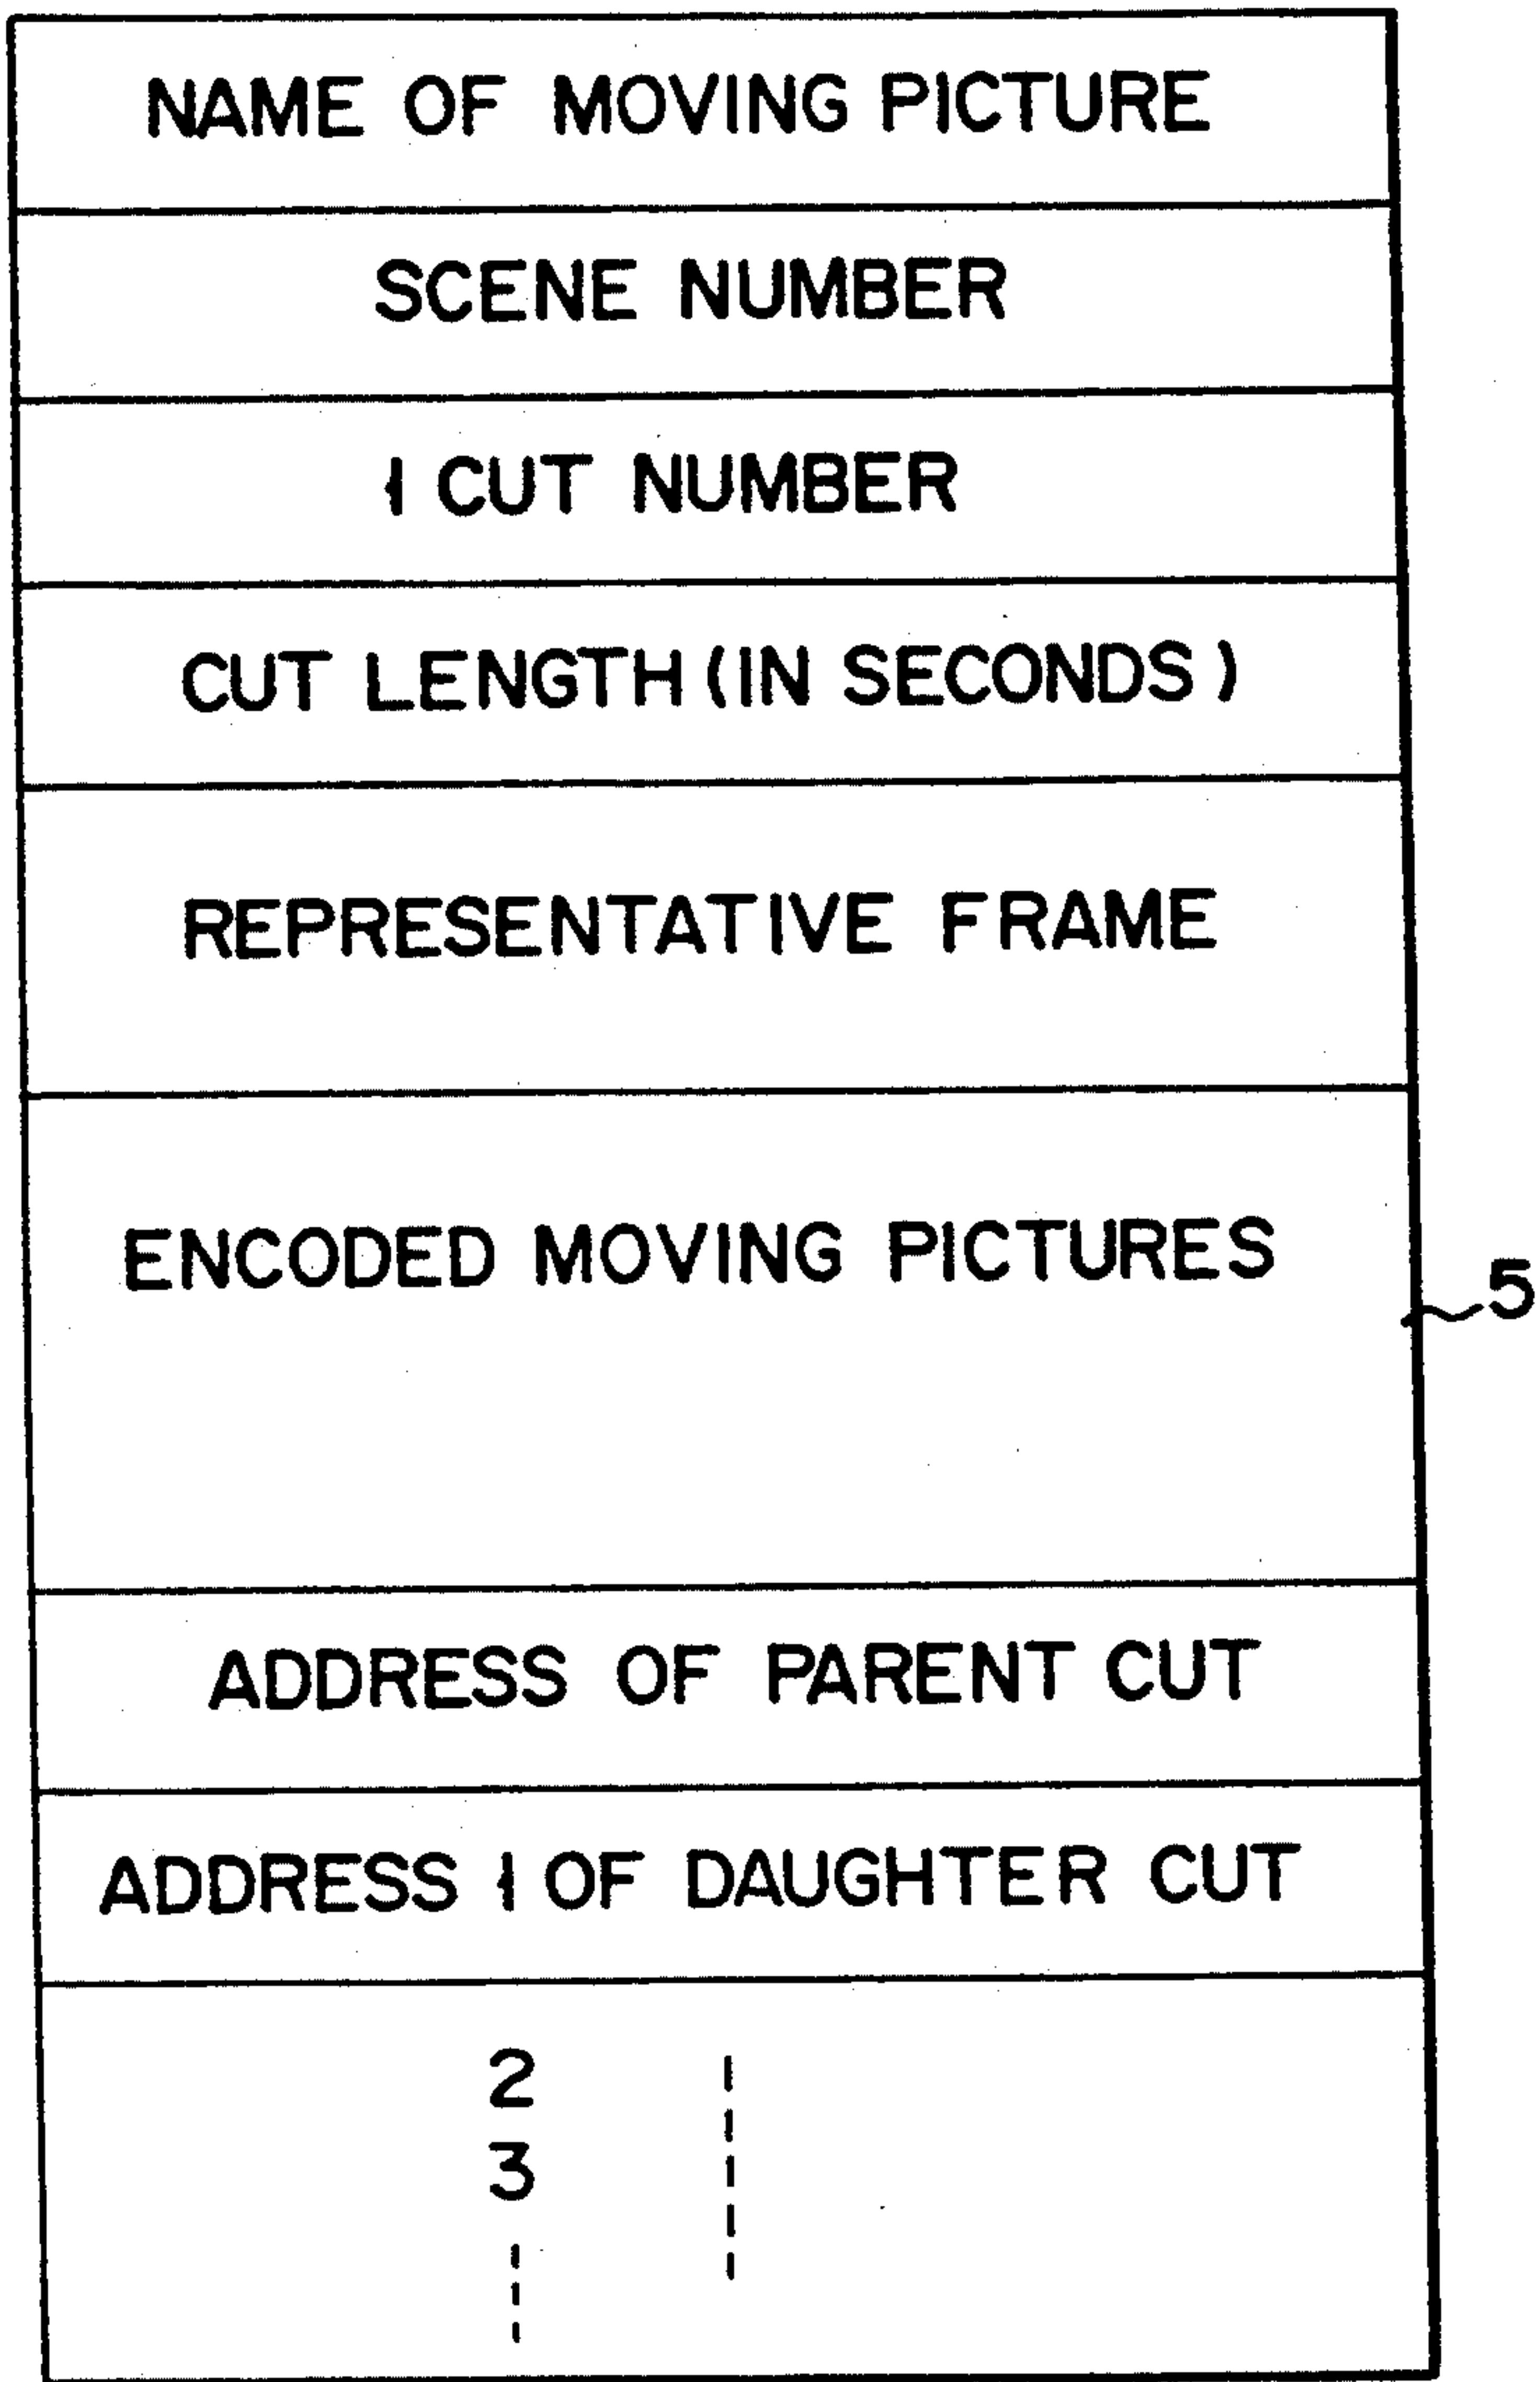 NAME OF MOVING PICTURE
SCENE NUMBER
1 CUT NUMBER
CUT LENGTH (IN SECONDS)
REPRESENTATIVE FRAME
ENCODED MOVING PICTURES
5
ADDRESS OF PARENT CUT
ADDRESS 1 OF DAUGHTER CUT
2
3